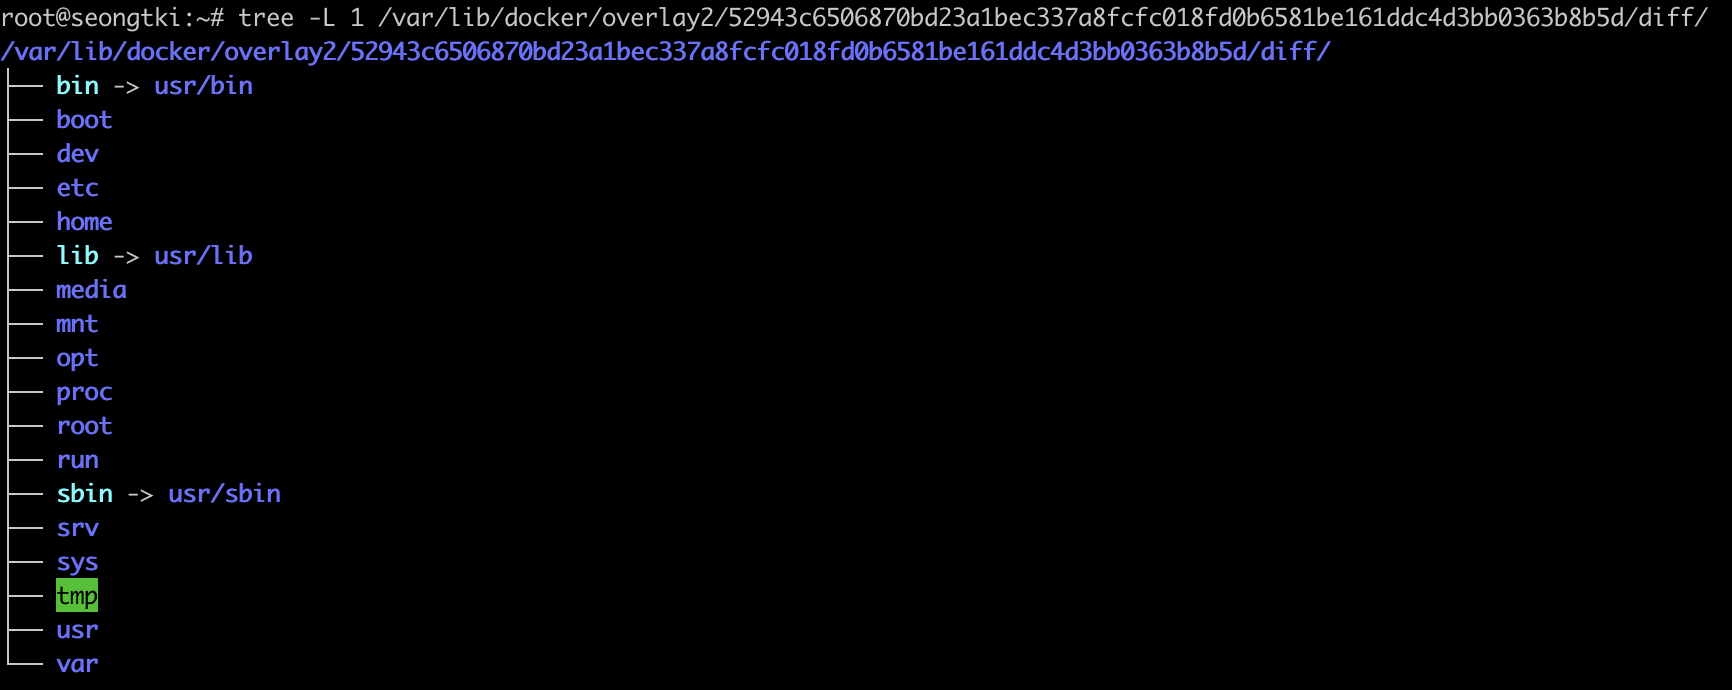 root@seongtki:~# tree -L 1 /var/lib/docker/overlay2/52943c6506870bd23a1bec337a8fcfc018fd0b6581be161ddc4d3bb0363b8b5d/diff/
/var/lib/docker/overlay2/52943c6506870bd23a1bec337a8fcfc018fd0b6581be161ddc4d3bb0363b8b5d/diff/
├── bin -> usr/bin
├── boot
├── dev
├── etc
├── home
├── lib -> usr/lib
├── media
├── mnt
├── opt
├── proc
├── root
├── run
├── sbin -> usr/sbin
├── srv
├── sys
├── tmp
├── usr
└── var